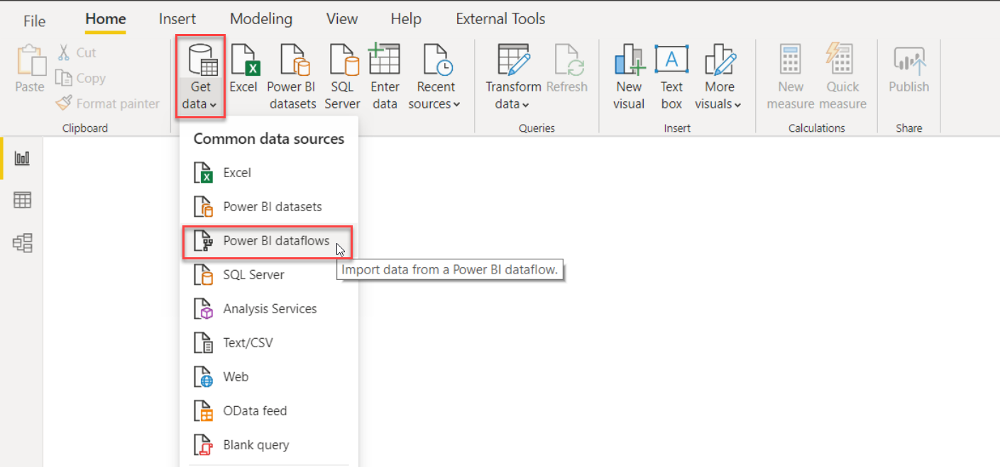 File Home Insert Modeling View Help External Tools
Paste
Cut
Copy
Format painter
Clipboard
Get
data
Excel
Power BI
datasets
SQL
Server
Enter
data
Recent
sources
Transform
data
Refresh
Queries
New
visual
Text
box
More
visuals
Insert
New
measure
Quick
measure
Calculations
Publish
Share
Common data sources
Excel
Power BI datasets
Power BI dataflows
Import data from a Power BI dataflow.
SQL Server
Analysis Services
Text/CSV
Web
OData feed
Blank query